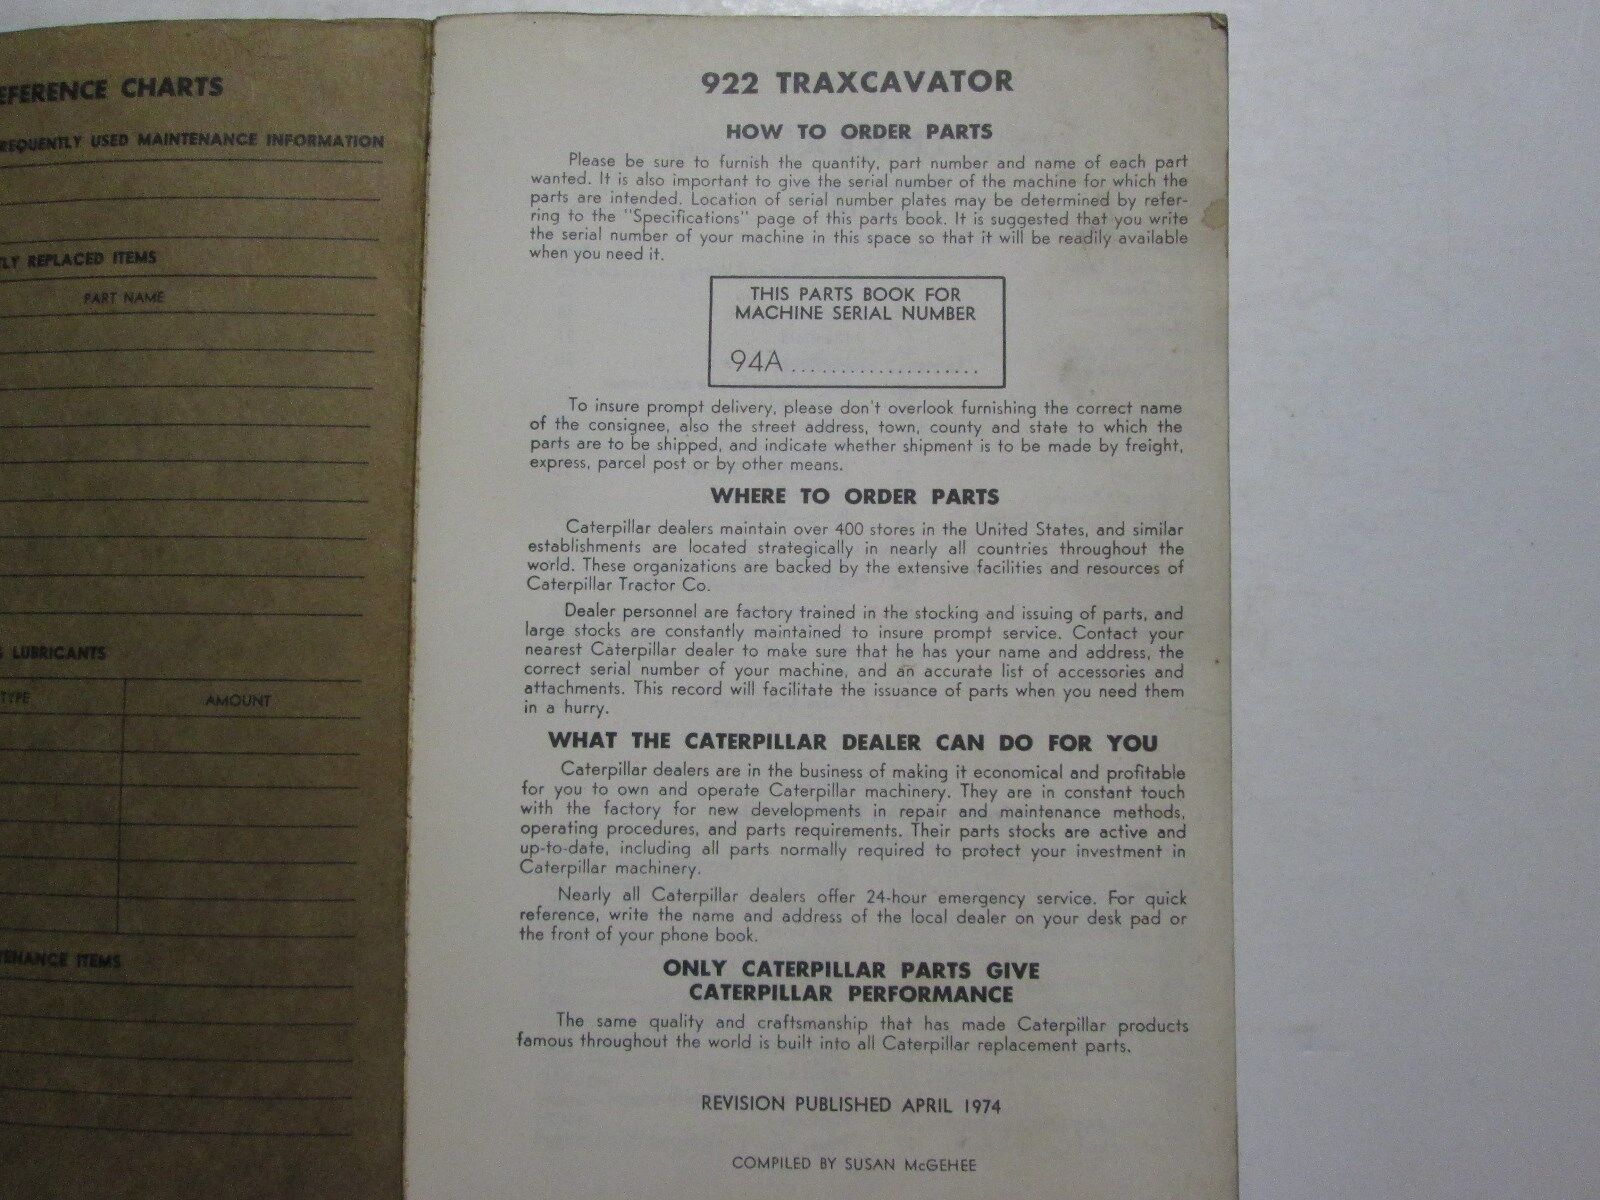 REFERENCE CHARTS
FREQUENTLY USED MAINTENANCE INFORMATION
REPLACED ITEMS
PART NAME
LUBRICANTS
TYPE
AMOUNT
ITEMS
922 TRAXCAVATOR
HOW TO ORDER PARTS
Please be sure to furnish the quantity, part number and name of each part
wanted. It is also important to give the serial number of the machine for which the
parts are intended. Location of serial number plates may be determined by refer-
ring to the "Specifications" page of this parts book. It is suggested that you write
the serial number of your machine in this space so that it will be readily available
when you need it.
THIS PARTS BOOK FOR
MACHINE SERIAL NUMBER
94A ....................
To insure prompt delivery, please don't overlook furnishing the correct name
of the consignee, also the street address, town, county and state to which the
parts are to be shipped, and indicate whether shipment is to be made by freight,
express, parcel post or by other means.
WHERE TO ORDER PARTS
Caterpillar dealers maintain over 400 stores in the United States, and similar
establishments are located strategically in nearly all countries throughout the
world. These organizations are backed by the extensive facilities and resources of
Caterpillar Tractor Co.
Dealer personnel are factory trained in the stocking and issuing of parts, and
large stocks are constantly maintained to insure prompt service. Contact your
nearest Caterpillar dealer to make sure that he has your name and address, the
correct serial number of your machine, and an accurate list of accessories and
attachments. This record will facilitate the issuance of parts when you need them
in a hurry.
WHAT THE CATERPILLAR DEALER CAN DO FOR YOU
Caterpillar dealers are in the business of making it economical and profitable
for you to own and operate Caterpillar machinery. They are in constant touch
with the factory for new developments in repair and maintenance methods,
operating procedures, and parts requirements. Their parts stocks are active and
up-to-date, including all parts normally required to protect your investment in
Caterpillar machinery.
Nearly all Caterpillar dealers offer 24-hour emergency service. For quick
reference, write the name and address of the local dealer on your desk pad or
the front of your phone book.
ONLY CATERPILLAR PARTS GIVE
CATERPILLAR PERFORMANCE
The same quality and craftsmanship that has made Caterpillar products
famous throughout the world is built into all Caterpillar replacement parts.
REVISION PUBLISHED APRIL 1974
COMPILED BY SUSAN McGEHEE